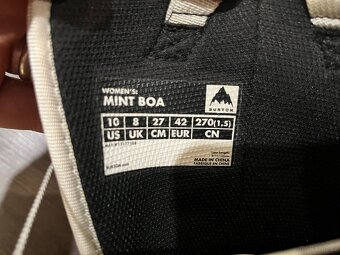 WOMEN'S:
MINT BOA
BURTON
10 8 27 42 270(1.5)
US UK CM EUR CN
MADE IN CHINA